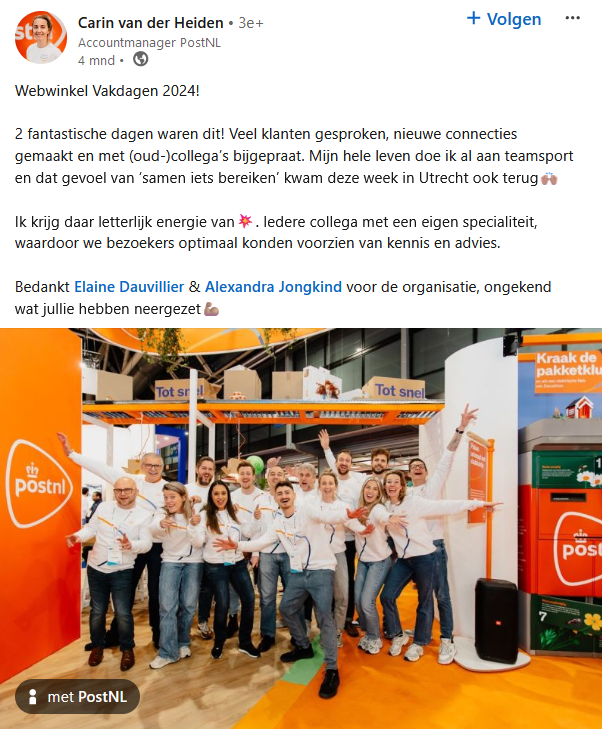 Carin van der Heiden • 3e+
+ Volgen
Accountmanager PostNL
4 mnd •
Webwinkel Vakdagen 2024!
2 fantastische dagen waren dit! Veel klanten gesproken, nieuwe connecties
gemaakt en met (oud-)collega's bijgepraat. Mijn hele leven doe ik al aan teamsport
en dat gevoel van 'samen iets bereiken' kwam deze week in Utrecht ook terug🙌🏽
Ik krijg daar letterlijk energie van💥. Iedere collega met een eigen specialiteit,
waardoor we bezoekers optimaal konden voorzien van kennis en advies.
Bedankt Elaine Dauvillier & Alexandra Jongkind voor de organisatie, ongekend
wat jullie hebben neergezet💪🏽
Kraak de
pakketklu
Tot snel
Tot snel
postnl
1
post
7
met PostNL